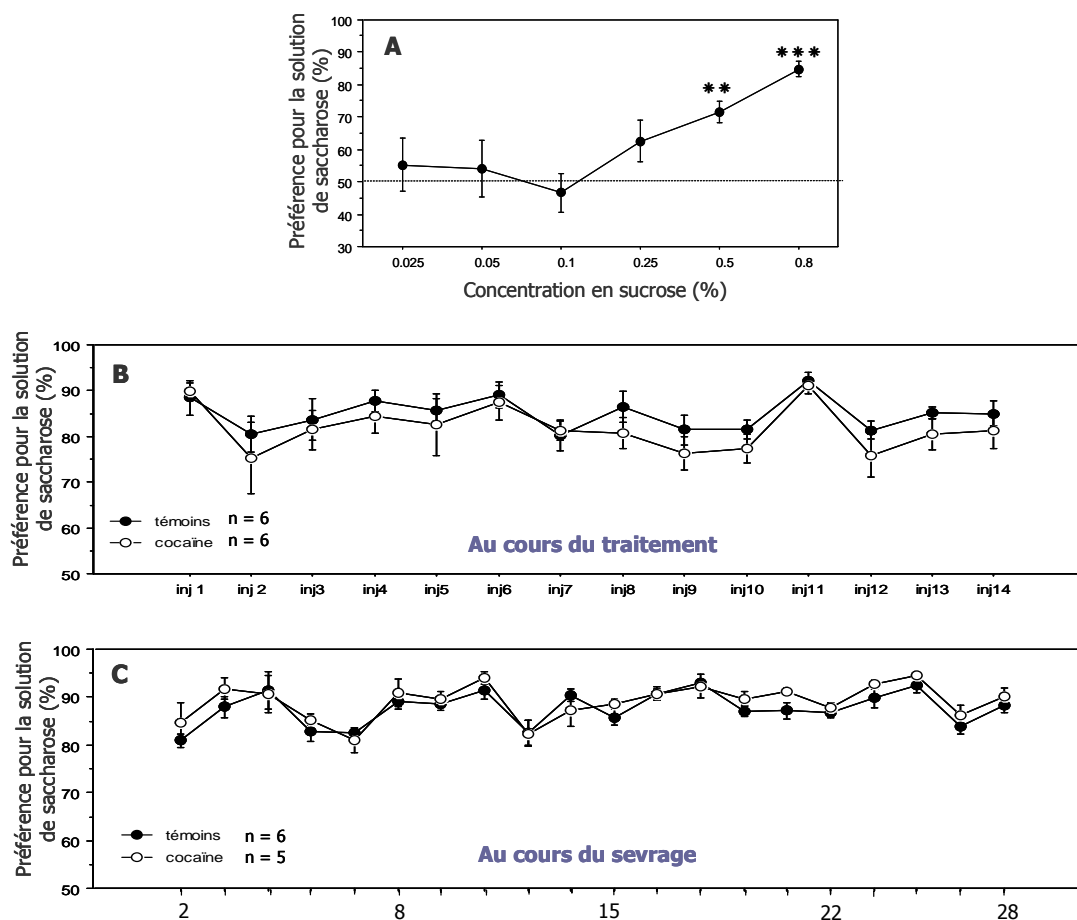 A
Préférence pour la solution
de saccharose (%)
100
90
80
70
60
50
40
30
✱✱
✱✱✱
0.025 0.05 0.1 0.25 0.5 0.8
Concentration en sucrose (%)
B
Préférence pour la solution
de saccharose (%)
100
90
80
70
60
50
témoins n = 6
cocaïne n = 6
Au cours du traitement
inj 1 inj 2 inj3 inj4 inj5 inj6 inj7 inj8 inj9 inj10 inj11 inj12 inj13 inj14
C
Préférence pour la solution
de saccharose (%)
100
90
80
70
60
50
témoins n = 6
cocaïne n = 5
Au cours du sevrage
2 8 15 22 28